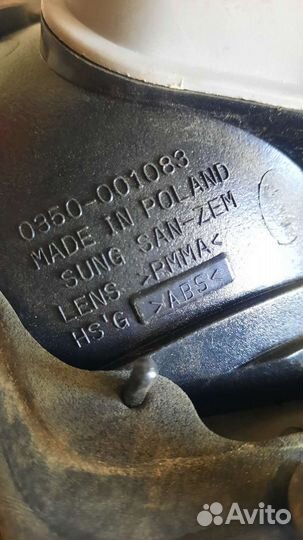 0350-001083
MADE IN POLAND
SUNG SAN-ZEM
LENS >PMMA<
HS'G >ABS<
Avito